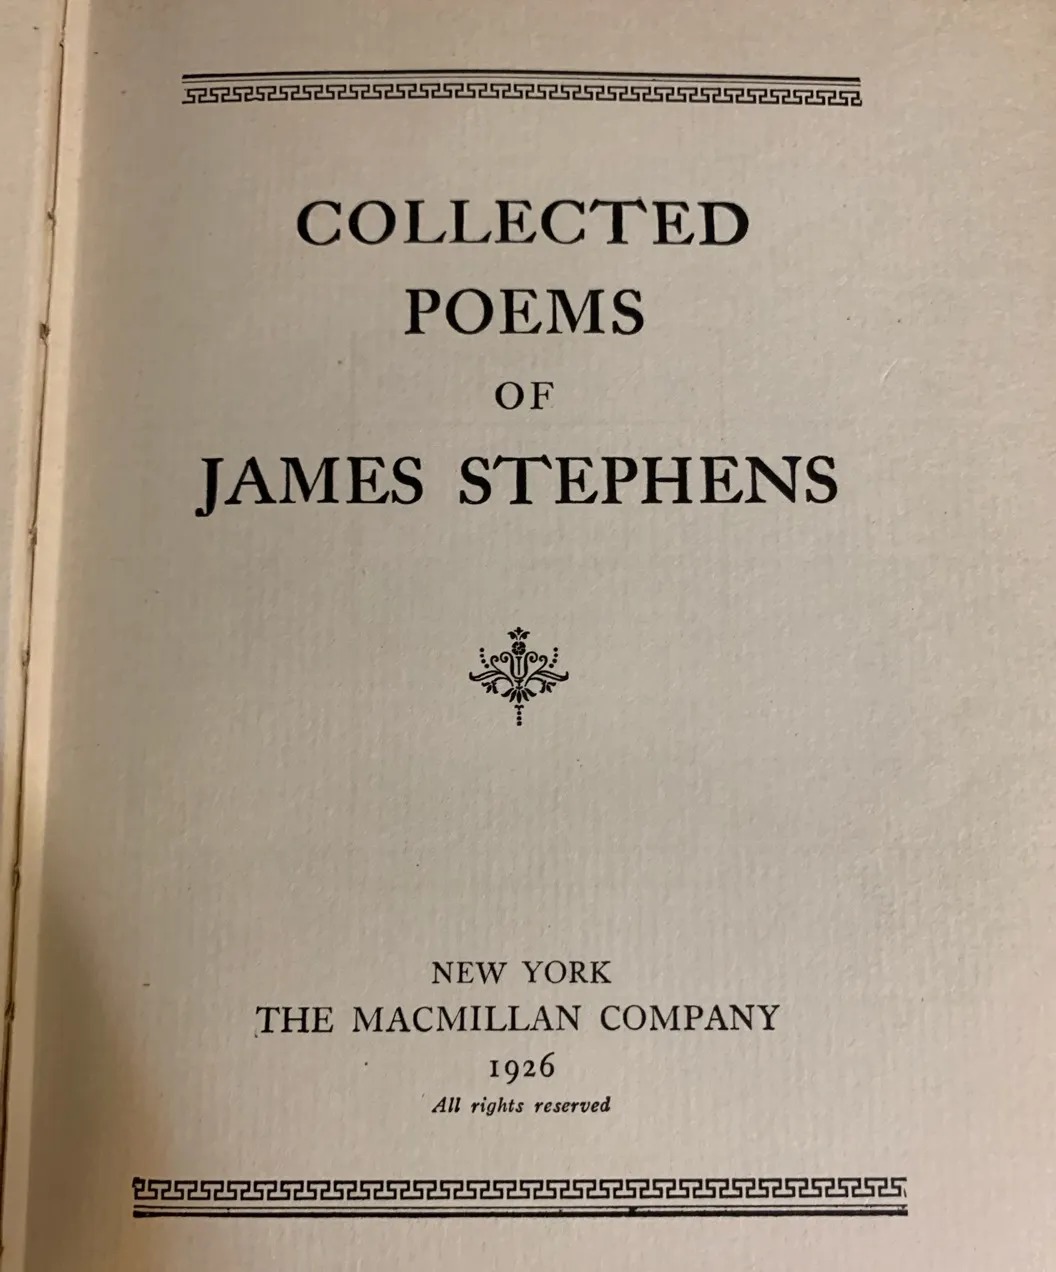 COLLECTED
POEMS
OF
JAMES STEPHENS
NEW YORK
THE MACMILLAN COMPANY
1926
All rights reserved